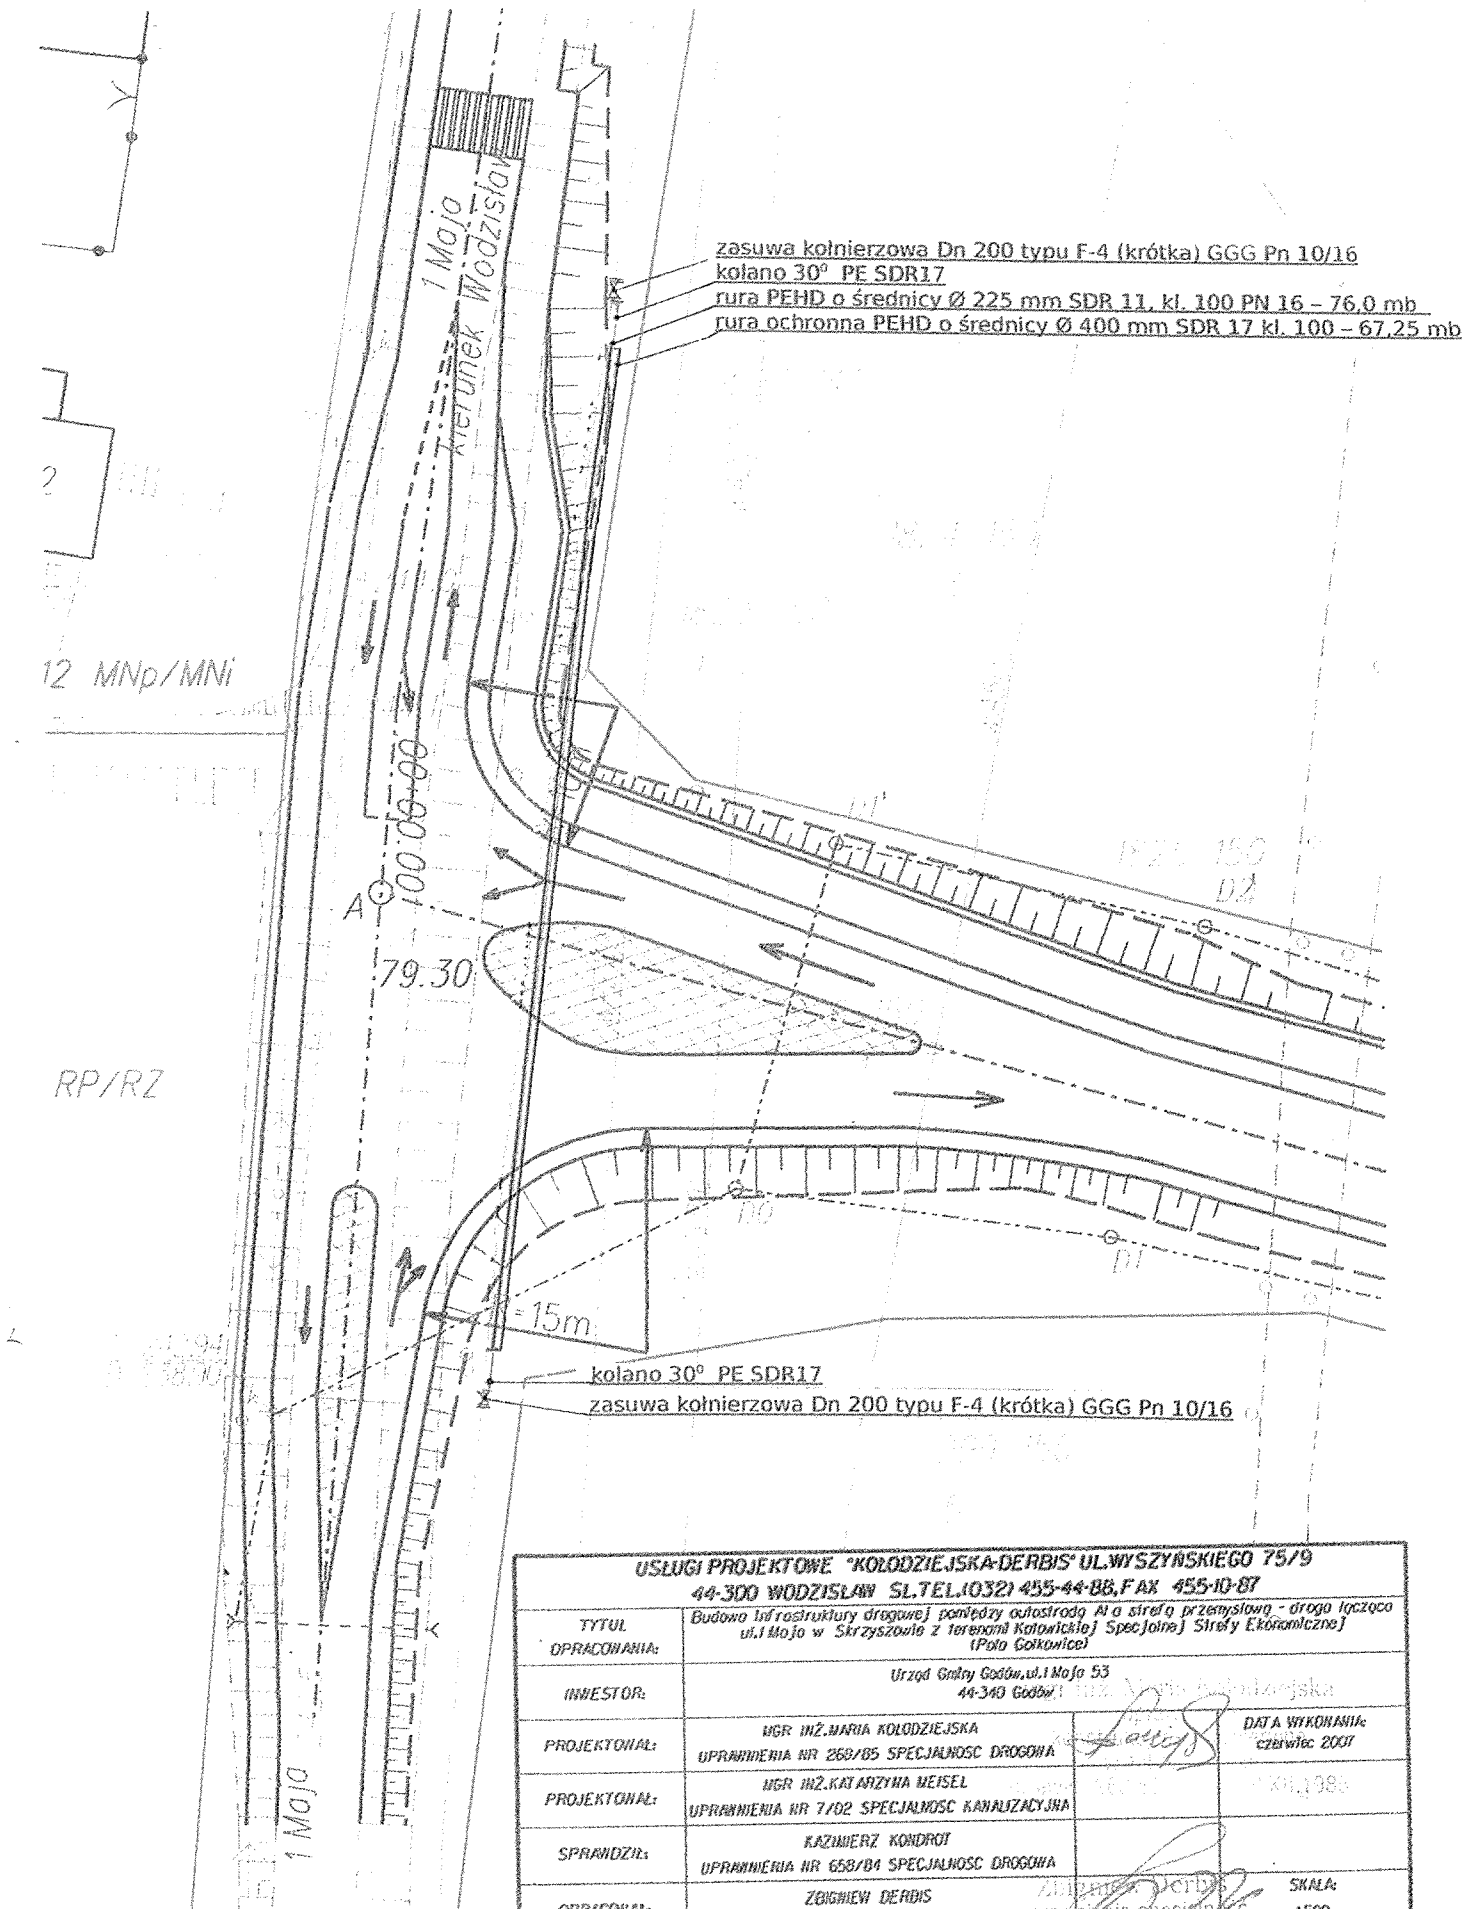 1 Maja
kierunek Wodzisław
zasuwa kołnierzowa Dn 200 typu F-4 (krótka) GGG Pn 10/16
kolano 30⁰ PE SDR17
rura PEHD o średnicy Ø 225 mm SDR 11, kl. 100 PN 16 – 76,0 mb
rura ochronna PEHD o średnicy Ø 400 mm SDR 17 kl. 100 – 67,25 mb
2
12 MNp/MNi
00:00.00
D1'
150
D2
A
79.30
RP/RZ
D0
D1
=15m
kolano 30⁰ PE SDR17
zasuwa kołnierzowa Dn 200 typu F-4 (krótka) GGG Pn 10/16
1 Maja
USŁUGI PROJEKTOWE "KOŁODZIEJSKA-DERBIS" UL.WYSZYŃSKIEGO 75/9
44-300 WODZISŁAW SL.TEL.(032) 455-44-88,FAX 455-10-87
TYTUŁ OPRACOWANIA:
Budowa infrastruktury drogowej pomiędzy autostradą A1 a strefą przemysłową - droga łącząca
ul.1 Maja w Skrzyszowie z terenami Katowickiej Specjalnej Strefy Ekonomicznej
(Pola Gołkowice)
INWESTOR:
Urząd Gminy Godów,ul.1 Maja 53
44-340 Godów
PROJEKTOWAŁ:
MGR INŻ.MARIA KOŁODZIEJSKA
UPRAWNIENIA NR 268/85 SPECJALNOŚĆ DROGOWA
DATA WYKONANIA:
czerwiec 2007
PROJEKTOWAŁ:
MGR INŻ.KATARZYNA MEISEL
UPRAWNIENIA NR 7/02 SPECJALNOŚĆ KANALIZACYJNA
SPRAWDZIŁ:
KAZIMIERZ KONDROT
UPRAWNIENIA NR 658/84 SPECJALNOŚĆ DROGOWA
ZBIGNIEW DERBIS
SKALA: